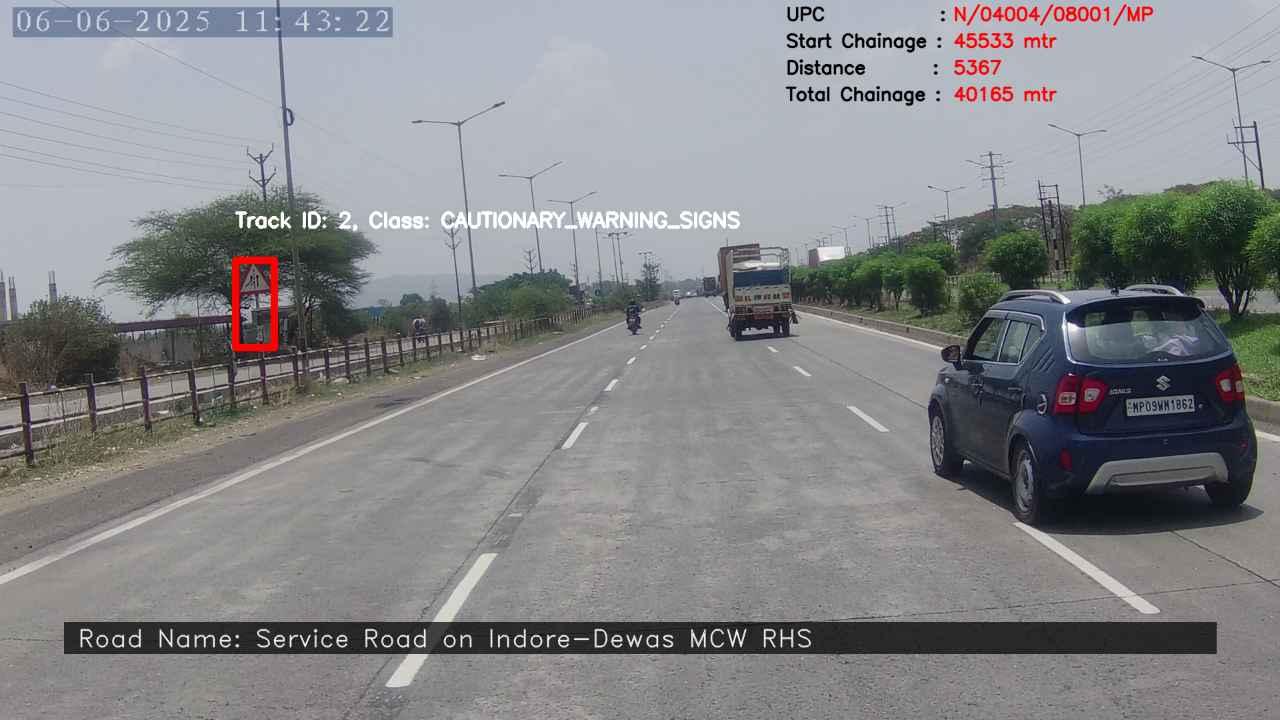 06-06-2025 11:43:22
UPC : N/04004/08001/MP
Start Chainage : 45533 mtr
Distance : 5367
Total Chainage : 40165 mtr
Track ID: 2, Class: CAUTIONARY_WARNING_SIGNS
IGNIS
MP09WM1862
Road Name: Service Road on Indore-Dewas MCW RHS